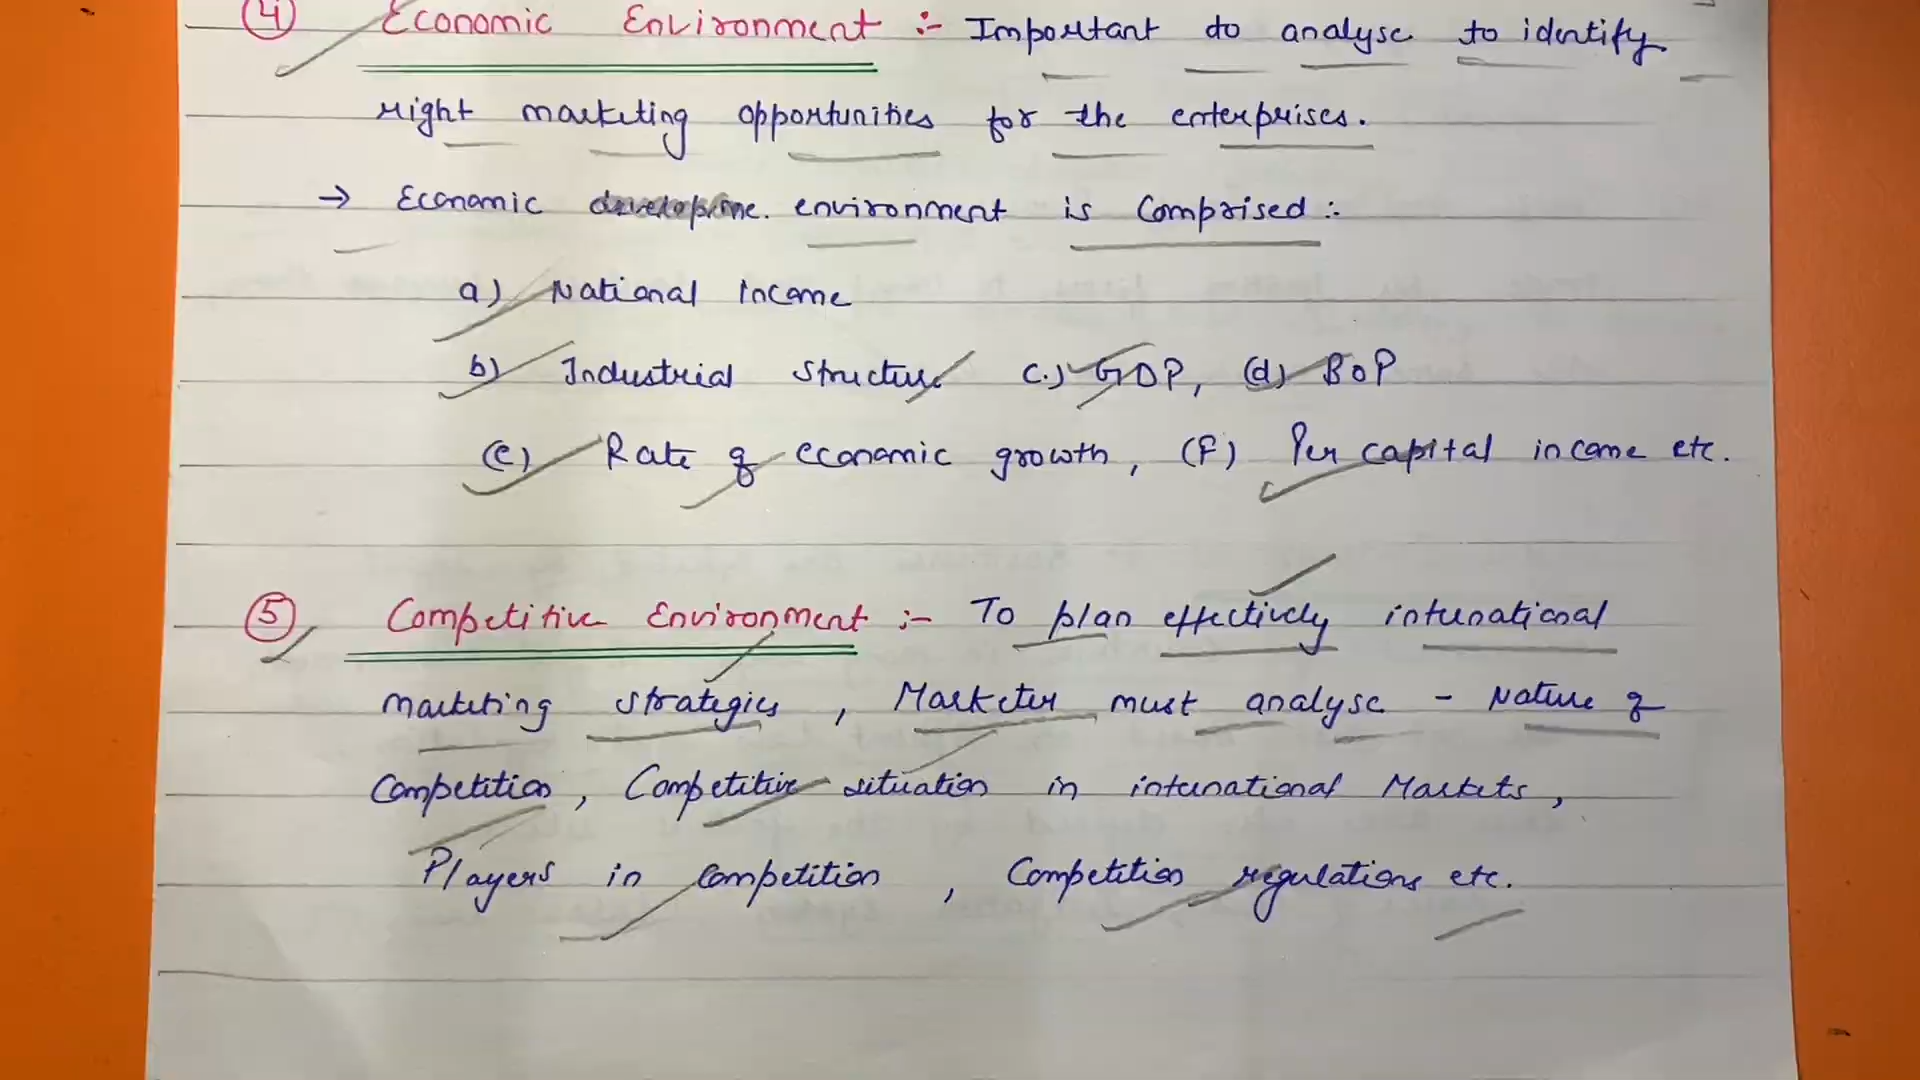 ④ Economic Environment :- Important do analyse to identify
right marketing opportunities for the enterprises.
→ Economic environment is comprised :-
a) National Income
b) Industrial Structure c.) GDP, (d) BOP
(e) Rate of economic growth, (F) Per capital income etc.
⑤ Competitive Environment :- To plan effectively international
marketing strategies, Marketer must analyse - Nature of
Competition, Competitive situation in international Markets,
Players in competition, Competition regulations etc.